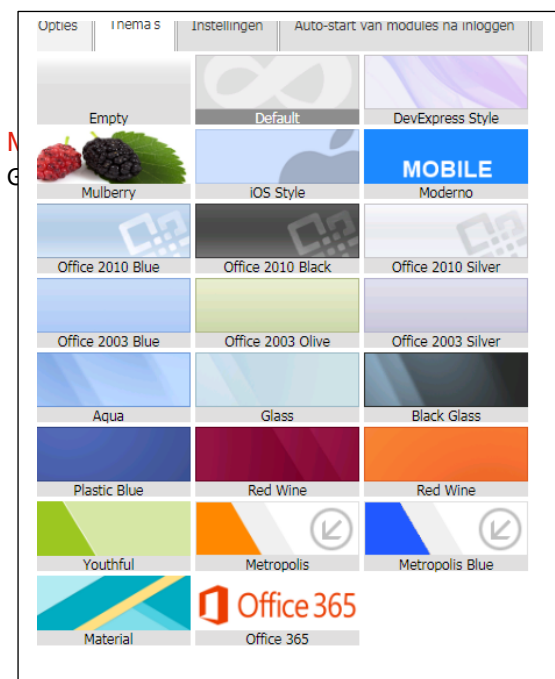 Opties Thema's Instellingen Auto-start van modules na inloggen
Empty Default DevExpress Style
MOBILE
Mulberry iOS Style Moderno
Office 2010 Blue Office 2010 Black Office 2010 Silver
Office 2003 Blue Office 2003 Olive Office 2003 Silver
Aqua Glass Black Glass
Plastic Blue Red Wine Red Wine
Youthful Metropolis Metropolis Blue
Office 365
Material Office 365